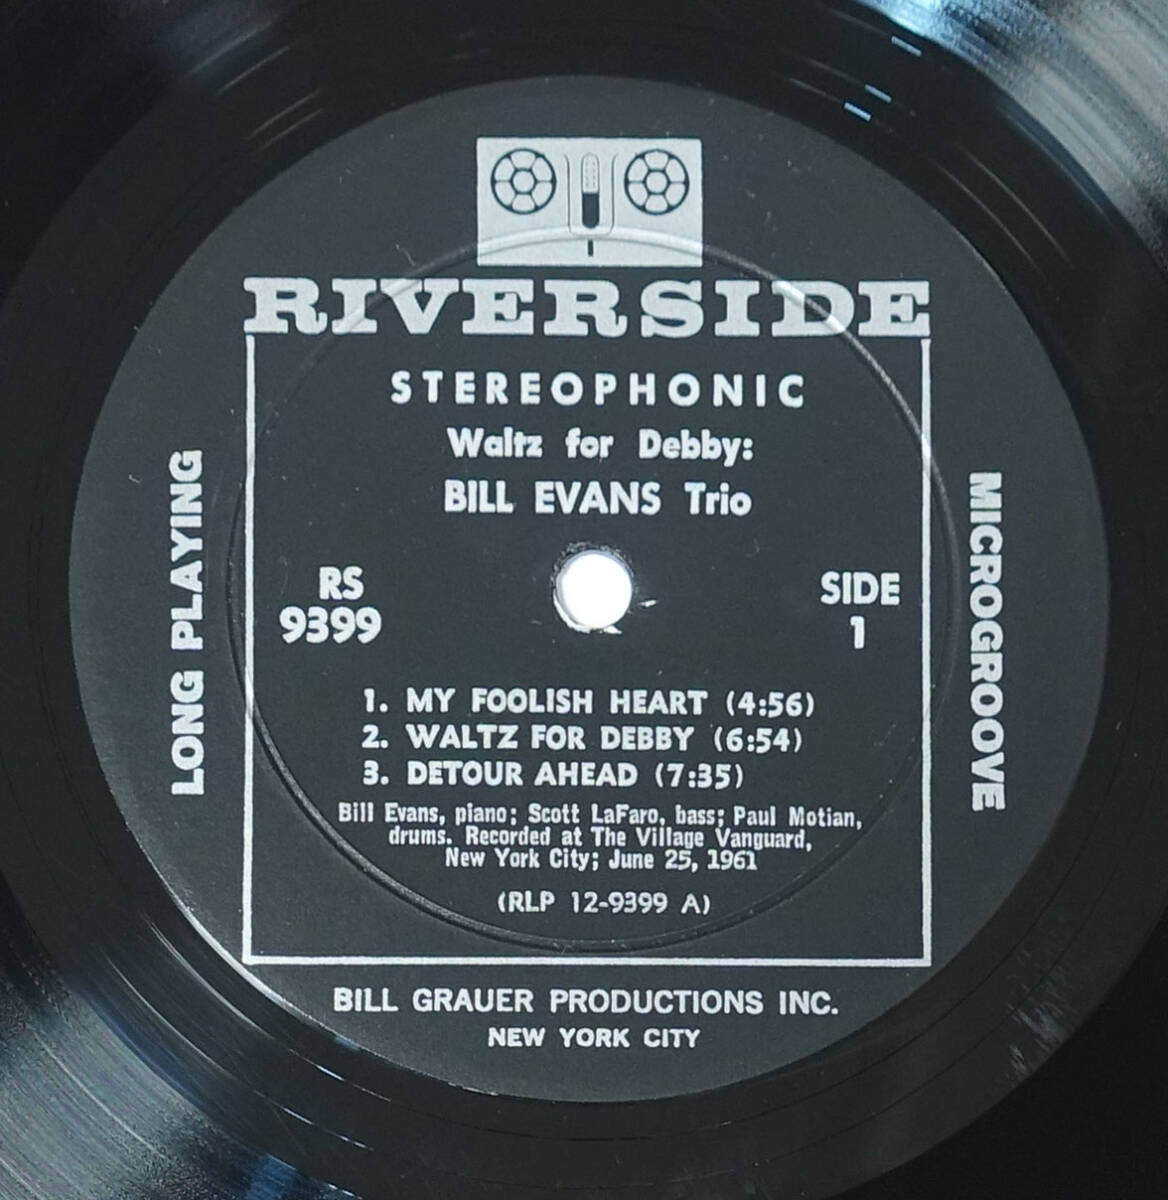 RIVERSIDE
STEREOPHONIC
Waltz for Debby:
BILL EVANS Trio
RS
9399
SIDE
1
LONG PLAYING
MICROGROOVE
1. MY FOOLISH HEART (4:56)
2. WALTZ FOR DEBBY (6:54)
3. DETOUR AHEAD (7:35)
Bill Evans, piano; Scott LaFaro, bass; Paul Motian,
drums. Recorded at The Village Vanguard,
New York City; June 25, 1961
(RLP 12-9399 A)
BILL GRAUER PRODUCTIONS INC.
NEW YORK CITY